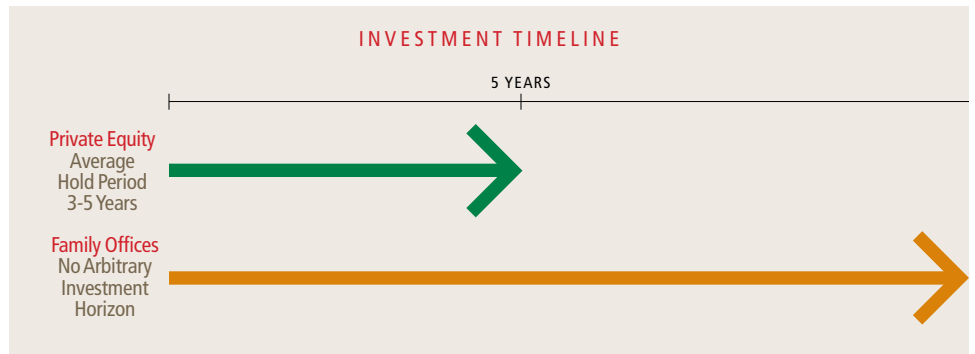 INVESTMENT TIMELINE
5 YEARS
Private Equity
Average
Hold Period
3-5 Years
Family Offices
No Arbitrary
Investment
Horizon